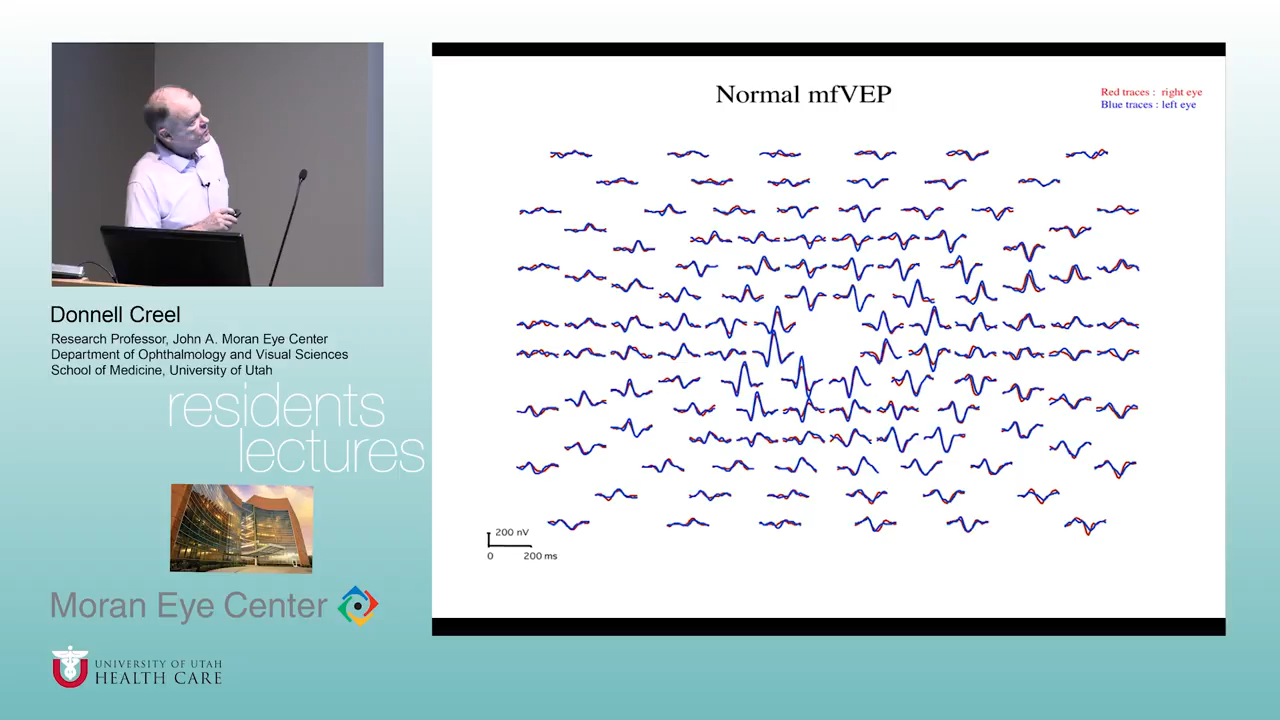 Normal mfVEP
Red traces : right eye
Blue traces : left eye
200 nV
0 200 ms
Donnell Creel
Research Professor, John A. Moran Eye Center
Department of Ophthalmology and Visual Sciences
School of Medicine, University of Utah
residents
lectures
Moran Eye Center
UNIVERSITY OF UTAH
HEALTH CARE